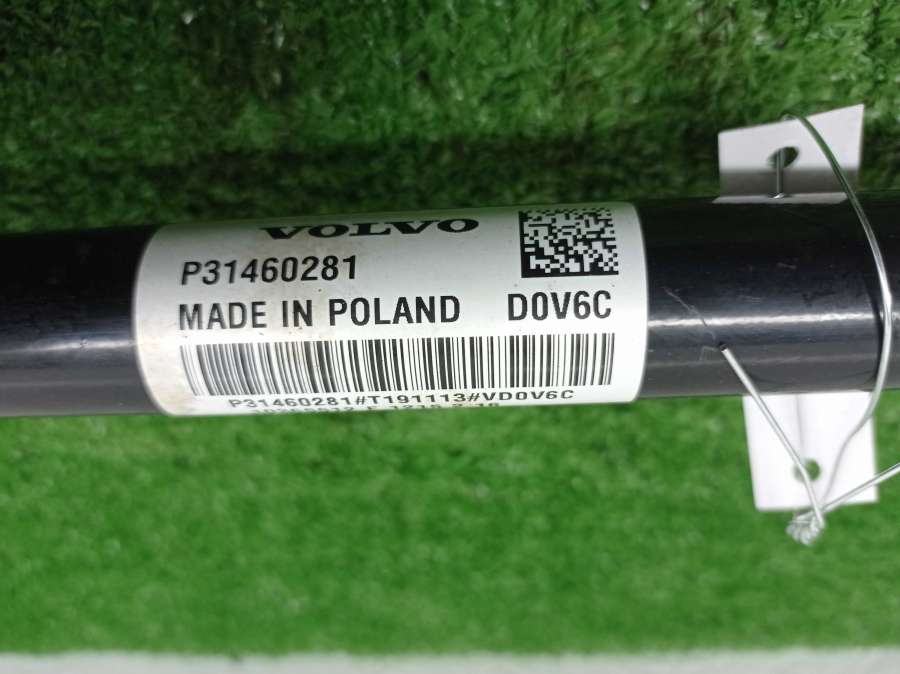 VOLVO
P31460281
MADE IN POLAND D0V6C
P31460281#T191113#VD0V6C